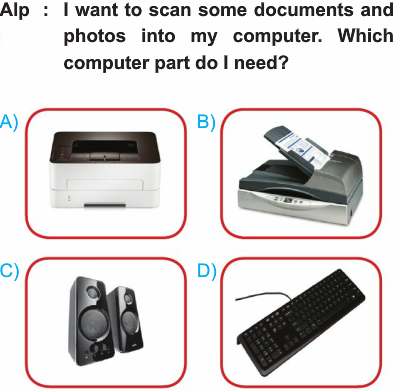 Alp : I want to scan some documents and
photos into my computer. Which
computer part do I need?
A)
B)
C)
D)